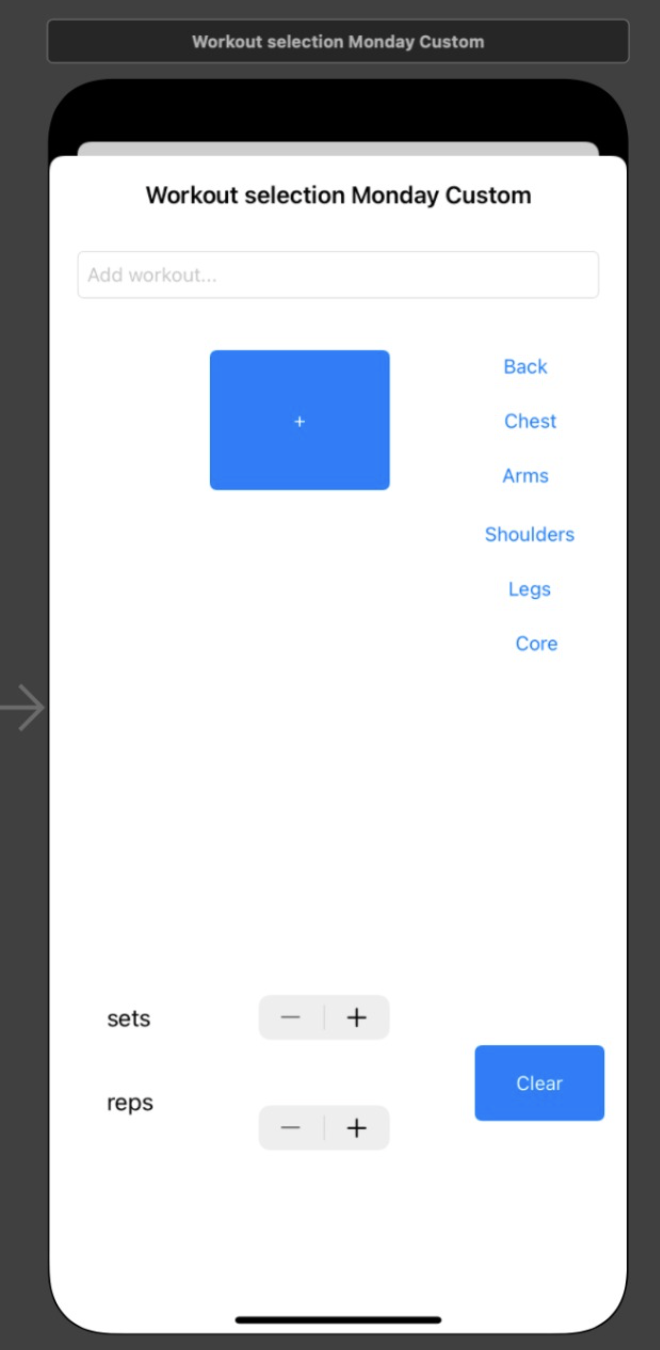 Workout selection Monday Custom
Workout selection Monday Custom
Add workout...
+
Back
Chest
Arms
Shoulders
Legs
Core
sets
− +
Clear
reps
− +